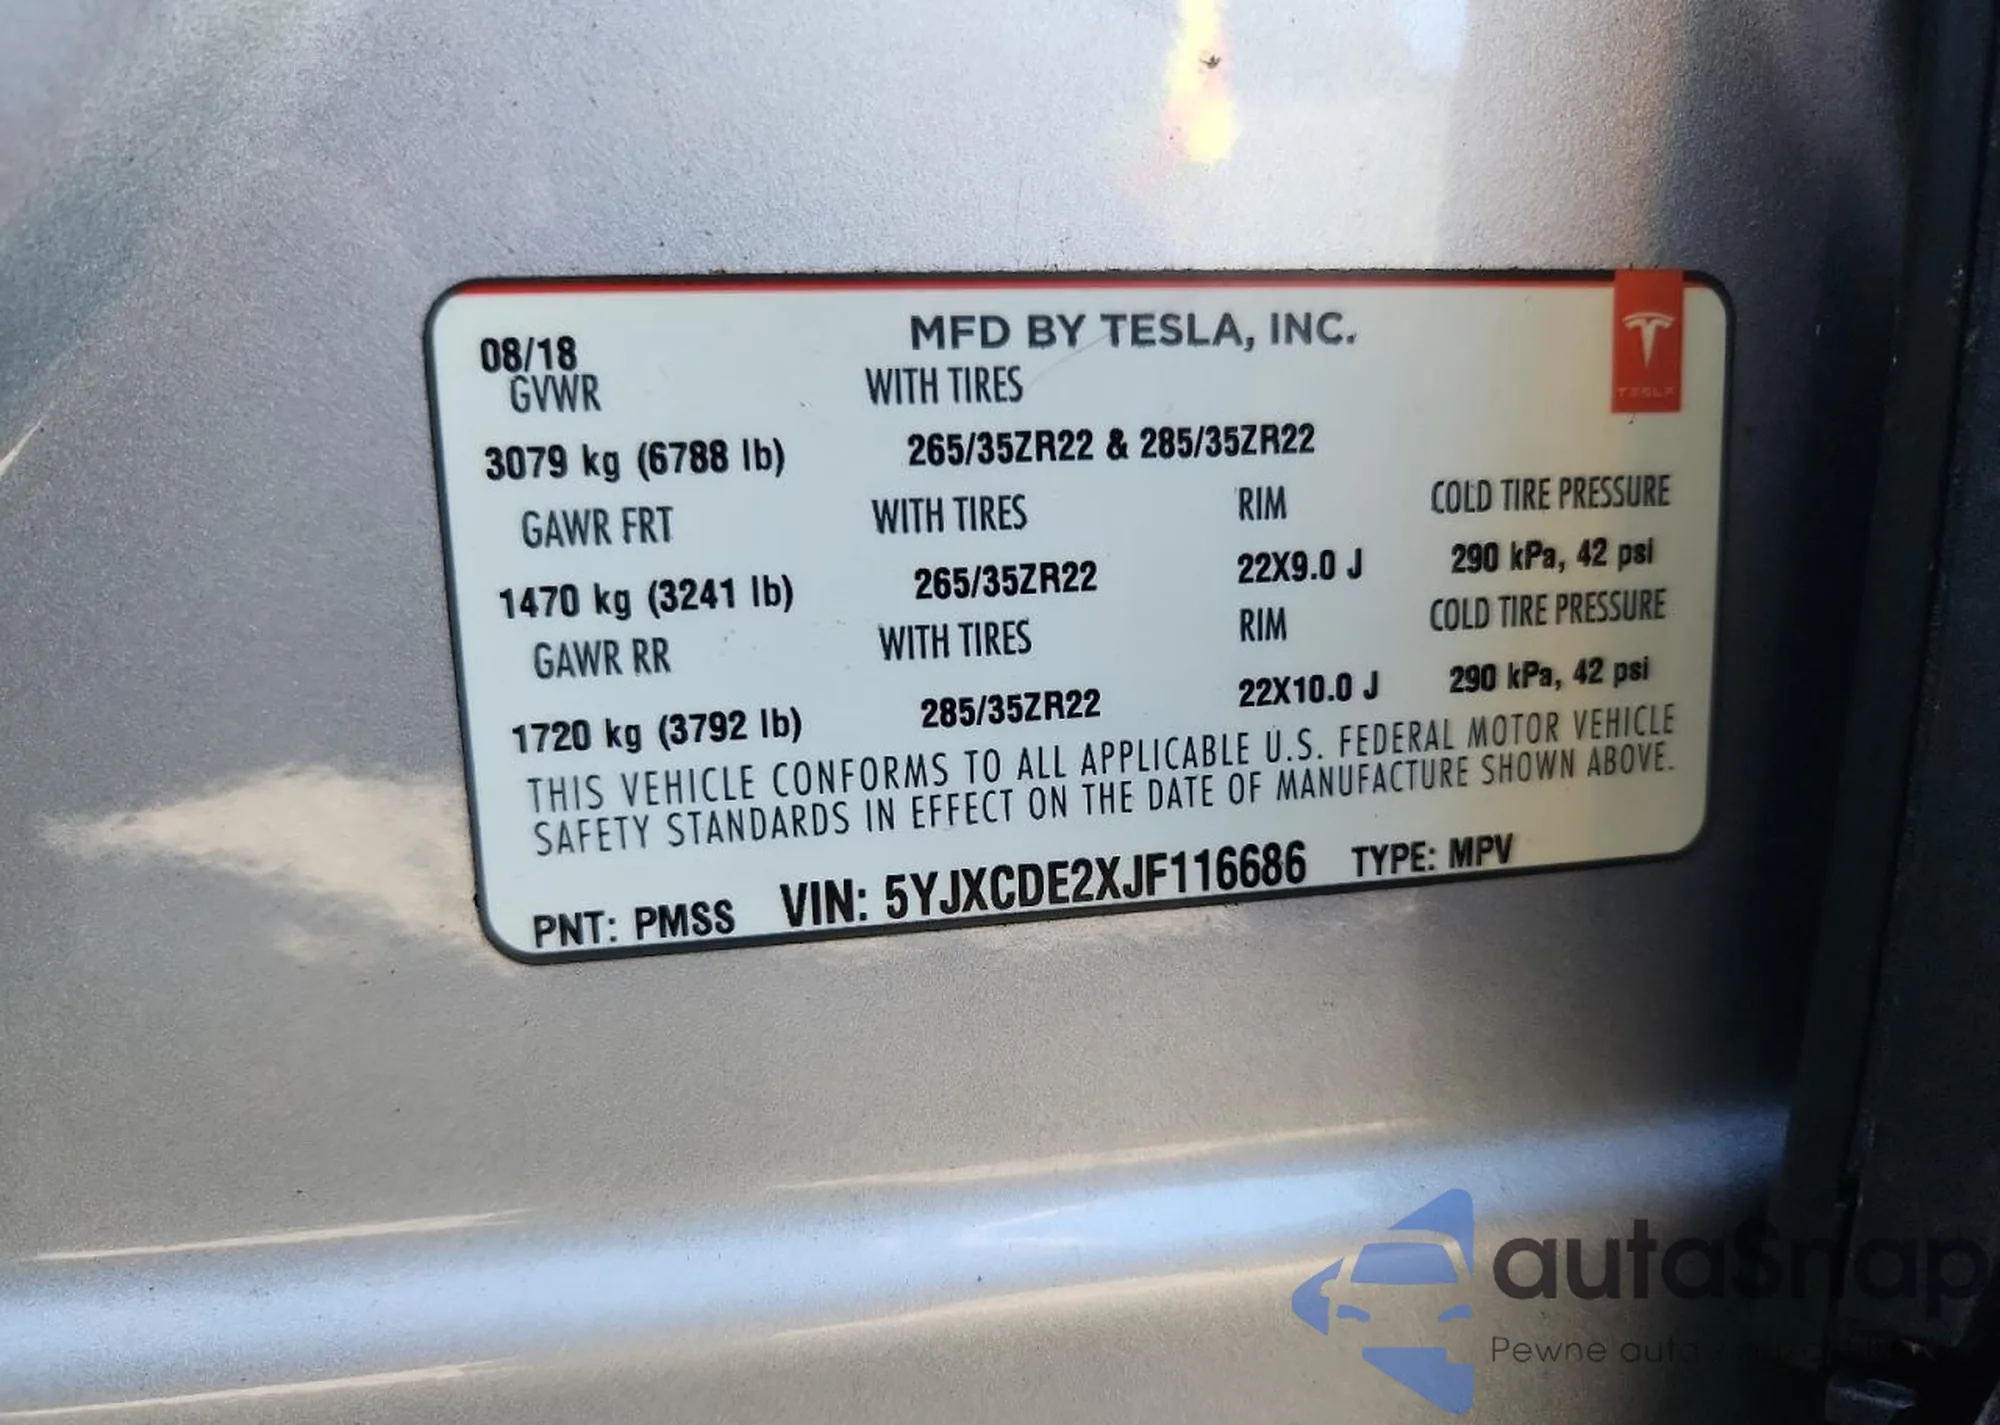 08/18 MFD BY TESLA, INC.
GVWR WITH TIRES
3079 kg (6788 lb) 265/35ZR22 & 285/35ZR22
GAWR FRT WITH TIRES RIM COLD TIRE PRESSURE
1470 kg (3241 lb) 265/35ZR22 22X9.0 J 290 kPa, 42 psi
GAWR RR WITH TIRES RIM COLD TIRE PRESSURE
1720 kg (3792 lb) 285/35ZR22 22X10.0 J 290 kPa, 42 psi
THIS VEHICLE CONFORMS TO ALL APPLICABLE U.S. FEDERAL MOTOR VEHICLE
SAFETY STANDARDS IN EFFECT ON THE DATE OF MANUFACTURE SHOWN ABOVE.
PNT: PMSS VIN: 5YJXCDE2XJF116686 TYPE: MPV
TESLA
autaSnap
Pewne auta